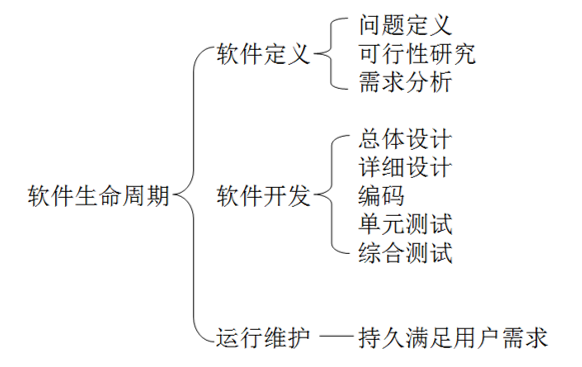 软件生命周期
软件定义
问题定义
可行性研究
需求分析
软件开发
总体设计
详细设计
编码
单元测试
综合测试
运行维护
持久满足用户需求